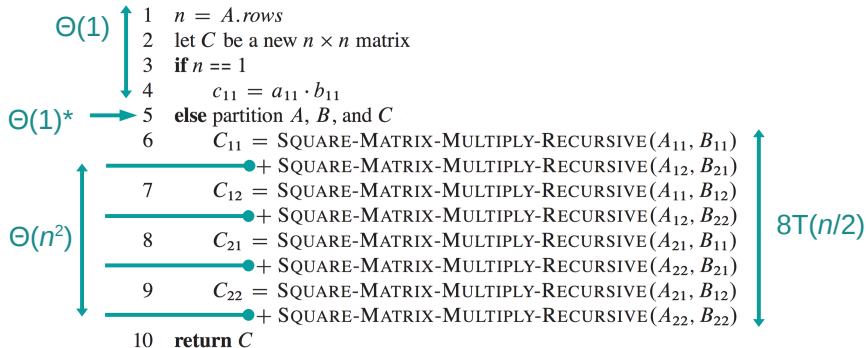 1 n = A.rows
Θ(1)
2 let C be a new n × n matrix
3 if n == 1
4 c₁₁ = a₁₁ · b₁₁
Θ(1)*
5 else partition A, B, and C
6 C₁₁ = SQUARE-MATRIX-MULTIPLY-RECURSIVE(A₁₁, B₁₁)
+ SQUARE-MATRIX-MULTIPLY-RECURSIVE(A₁₂, B₂₁)
7 C₁₂ = SQUARE-MATRIX-MULTIPLY-RECURSIVE(A₁₁, B₁₂)
+ SQUARE-MATRIX-MULTIPLY-RECURSIVE(A₁₂, B₂₂)
Θ(n²)
8T(n/2)
8 C₂₁ = SQUARE-MATRIX-MULTIPLY-RECURSIVE(A₂₁, B₁₁)
+ SQUARE-MATRIX-MULTIPLY-RECURSIVE(A₂₂, B₂₁)
9 C₂₂ = SQUARE-MATRIX-MULTIPLY-RECURSIVE(A₂₁, B₁₂)
+ SQUARE-MATRIX-MULTIPLY-RECURSIVE(A₂₂, B₂₂)
10 return C